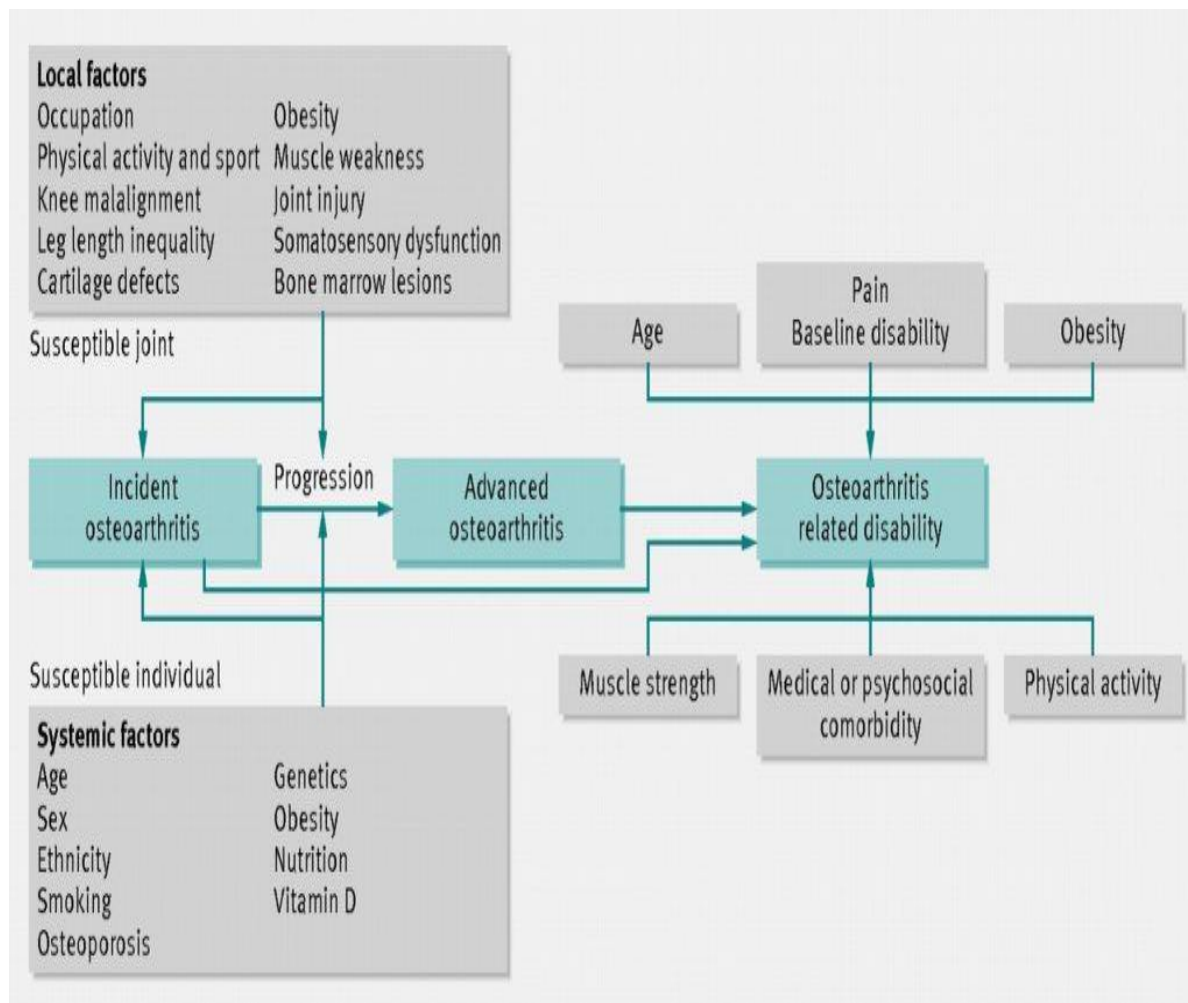 Local factors
Occupation
Physical activity and sport
Knee malalignment
Leg length inequality
Cartilage defects
Obesity
Muscle weakness
Joint injury
Somatosensory dysfunction
Bone marrow lesions
Susceptible joint
Age
Pain
Baseline disability
Obesity
Incident
osteoarthritis
Progression
Advanced
osteoarthritis
Osteoarthritis
related disability
Susceptible individual
Muscle strength
Medical or psychosocial
comorbidity
Physical activity
Systemic factors
Age
Sex
Ethnicity
Smoking
Osteoporosis
Genetics
Obesity
Nutrition
Vitamin D